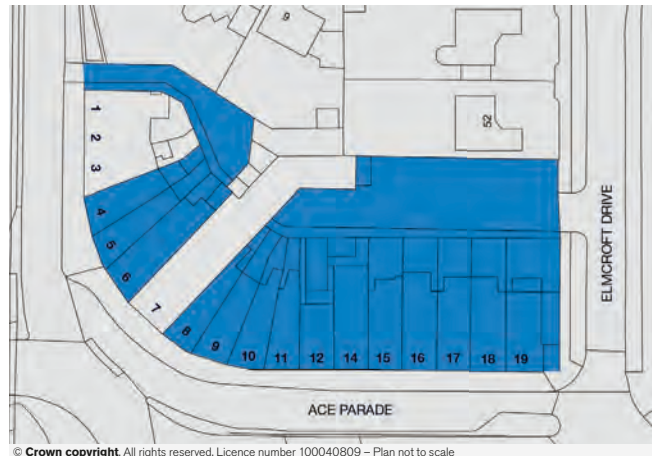 9
1
2
3
52
4
5
6
7
8
9
10 11 12 14 15 16 17 18 19
ELMCROFT DRIVE
ACE PARADE
© Crown copyright. All rights reserved. Licence number 100040809 – Plan not to scale